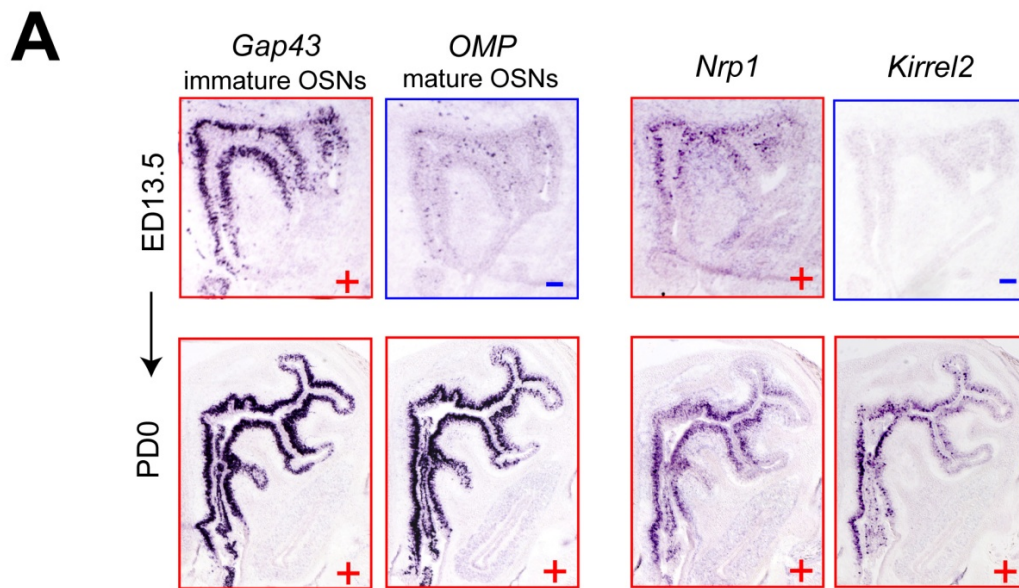 A
Gap43
immature OSNs
OMP
mature OSNs
Nrp1
Kirrel2
ED13.5
+
-
+
-
PD0
+
+
+
+